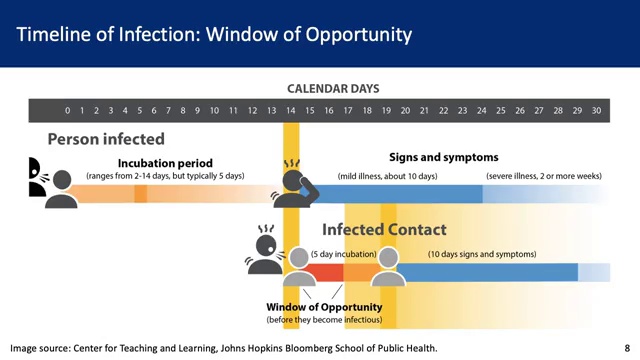 Timeline of Infection: Window of Opportunity
CALENDAR DAYS
0 1 2 3 4 5 6 7 8 9 10 11 12 13 14 15 16 17 18 19 20 21 22 23 24 25 26 27 28 29 30
Person infected
Incubation period
(ranges from 2-14 days, but typically 5 days)
Signs and symptoms
(mild illness, about 10 days)
(severe illness, 2 or more weeks)
Infected Contact
(5 day incubation)
(10 days signs and symptoms)
Window of Opportunity
(before they become infectious)
Image source: Center for Teaching and Learning, Johns Hopkins Bloomberg School of Public Health.
8